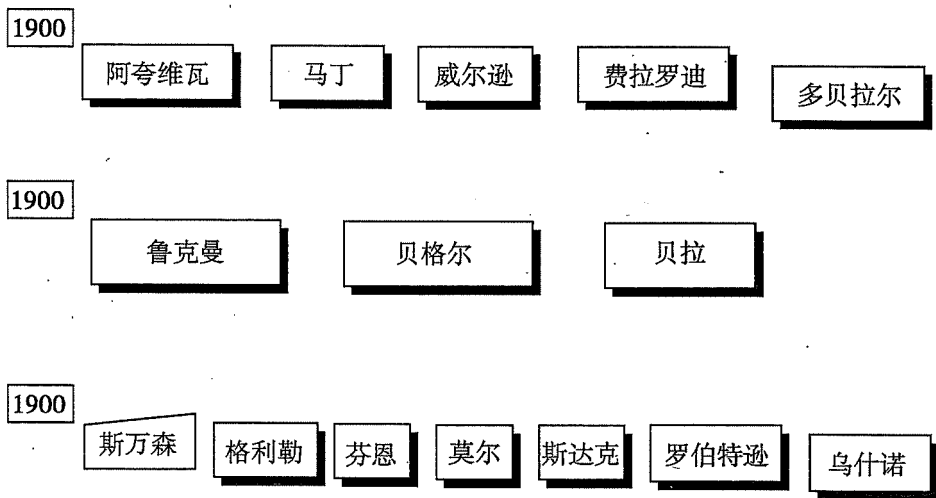 1900
阿夸维瓦 马丁 威尔逊 费拉罗迪 多贝拉尔
1900
鲁克曼 贝格尔 贝拉
1900
斯万森 格利勒 芬恩 莫尔 斯达克 罗伯特逊 乌什诺